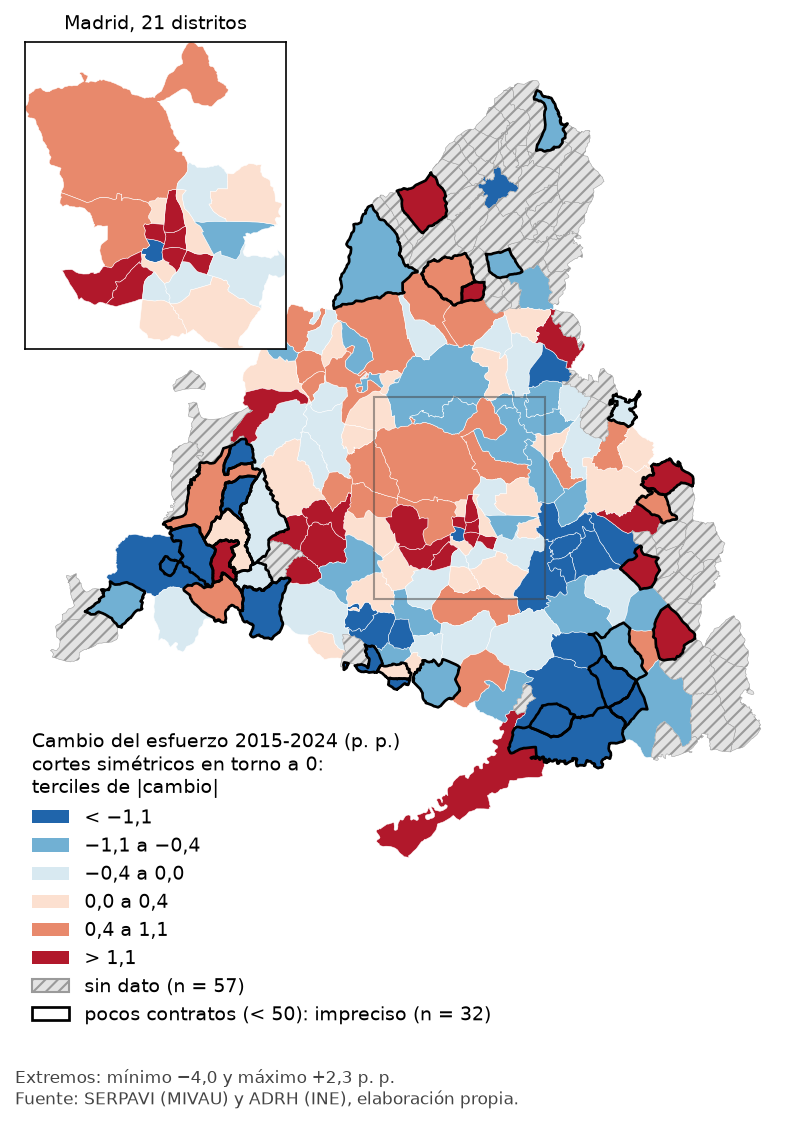 Madrid, 21 distritos
Cambio del esfuerzo 2015-2024 (p. p.)
cortes simétricos en torno a 0:
terciles de |cambio|
< −1,1
−1,1 a −0,4
−0,4 a 0,0
0,0 a 0,4
0,4 a 1,1
> 1,1
sin dato (n = 57)
pocos contratos (< 50): impreciso (n = 32)
Extremos: mínimo −4,0 y máximo +2,3 p. p.
Fuente: SERPAVI (MIVAU) y ADRH (INE), elaboración propia.